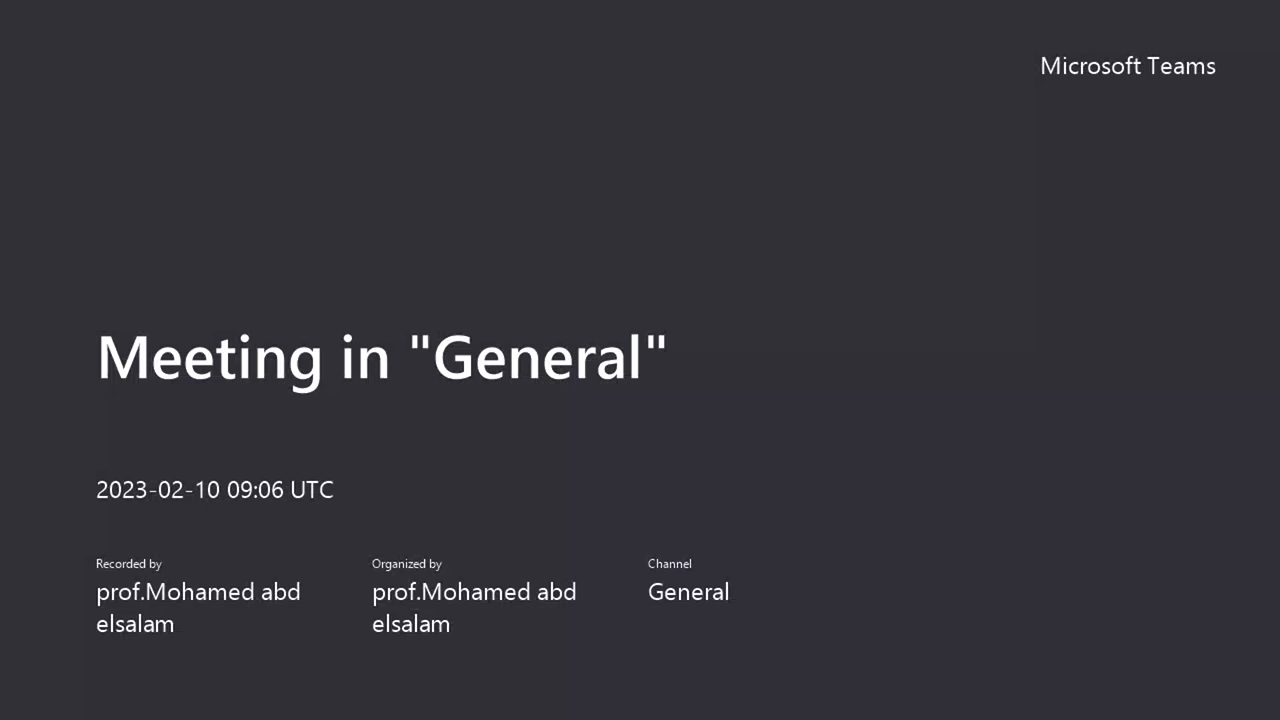 Microsoft Teams
Meeting in "General"
2023-02-10 09:06 UTC
Recorded by
prof.Mohamed abd
elsalam
Organized by
prof.Mohamed abd
elsalam
Channel
General